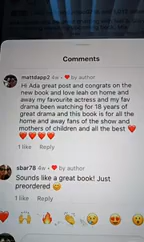 Comments
mattdapp2 4w • ❤ by author
Hi Ada great post and congrats on the
new book and love leah on home and
away my favourite actress and my fav
drama been watching for 18 years of
great drama and this book is for all the
home and away fans of the show and
mothers of children and all the best ❤
❤❤❤❤❤
1 like Reply
sbar78 4w • ❤ by author
Sounds like a great book! Just
preordered 😊
1 like Reply